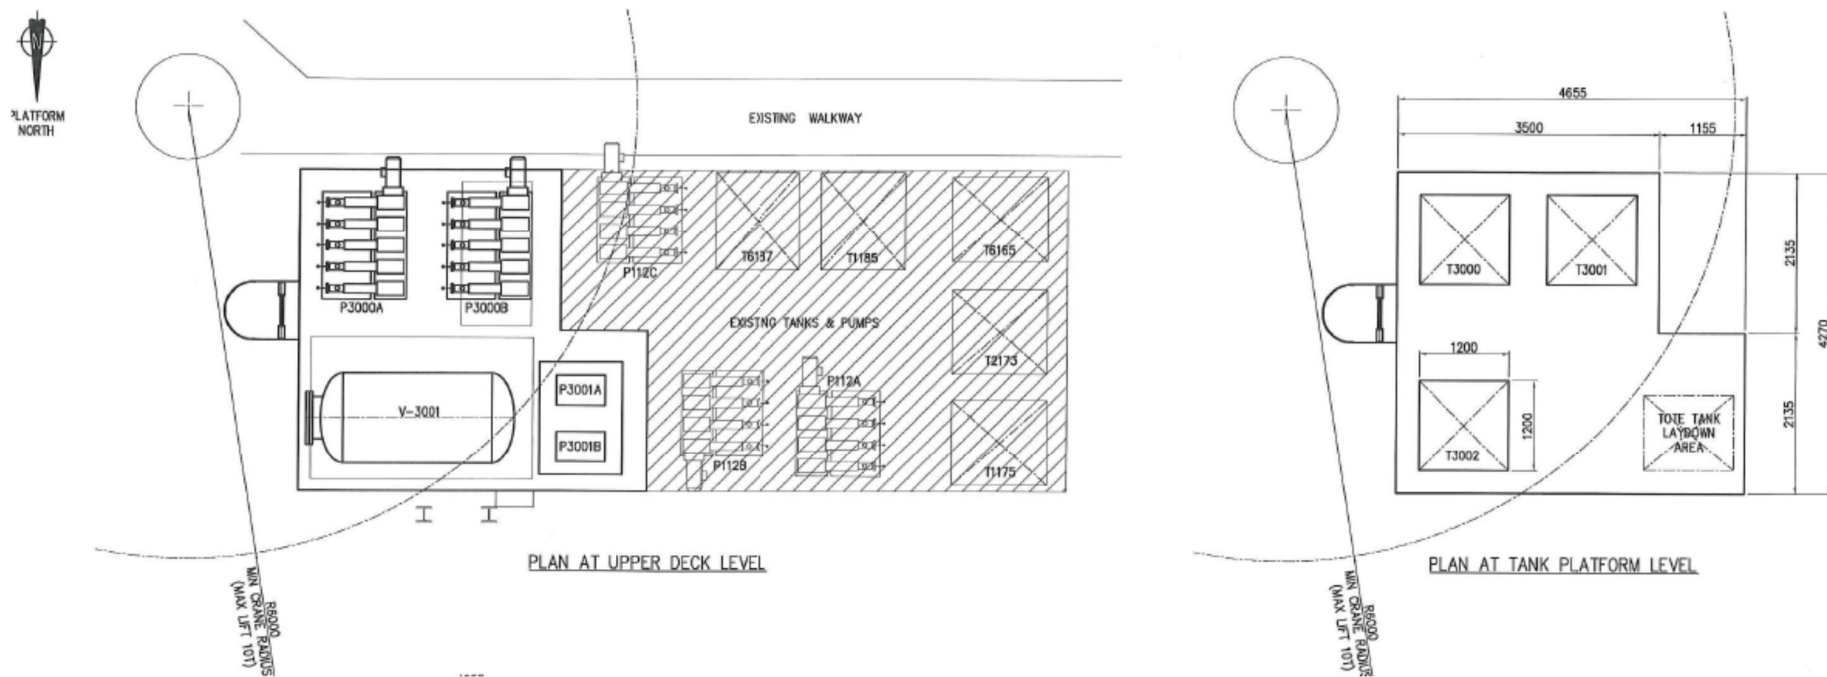 N
PLATFORM
NORTH
EXISTING WALKWAY
P3000A
P3000B
P112C
T6187
T1185
T6165
EXISTNG TANKS & PUMPS
T2173
V-3001
P3001A
P3001B
P112B
P112A
T1175
PLAN AT UPPER DECK LEVEL
R6000
MIN CRANE RADIUS
(MAX LIFT 10T)
4655
3500
1155
T3000
T3001
2135
4270
1200
1200
T3002
TOTE TANK
LAYDOWN
AREA
2135
PLAN AT TANK PLATFORM LEVEL
R6000
MIN CRANE RADIUS
(MAX LIFT 10T)